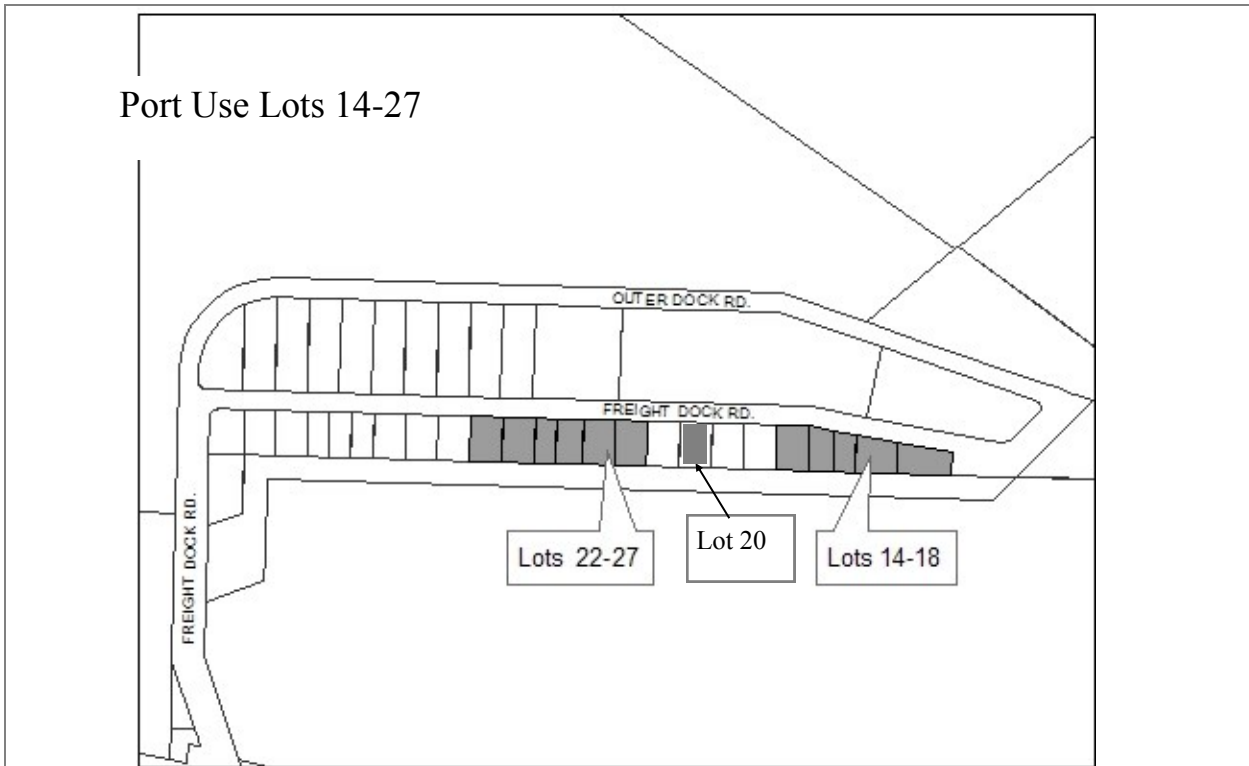 Port Use Lots 14-27
OUTER DOCK RD.
FREIGHT DOCK RD.
Lots 22-27
Lot 20
Lots 14-18
FREIGHT DOCK RD.